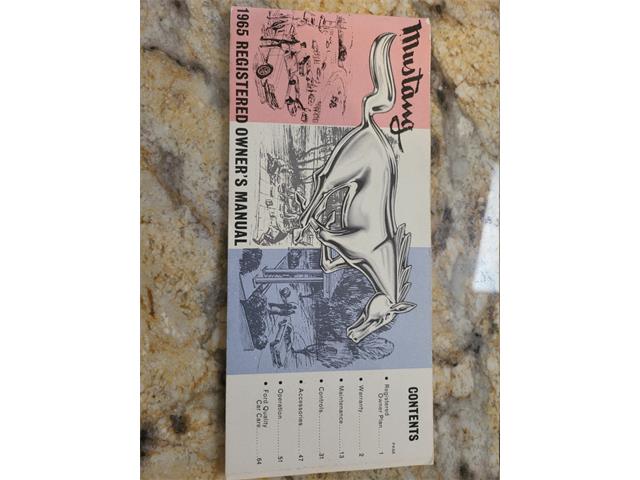 Mustang
1965 REGISTERED OWNER'S MANUAL
CONTENTS
PAGE
• Registered
Owner Plan.... 1
• Warranty........ 2
• Maintenance....13
• Controls........31
• Accessories.....47
• Operation.......51
• Ford Quality
Car Care......64